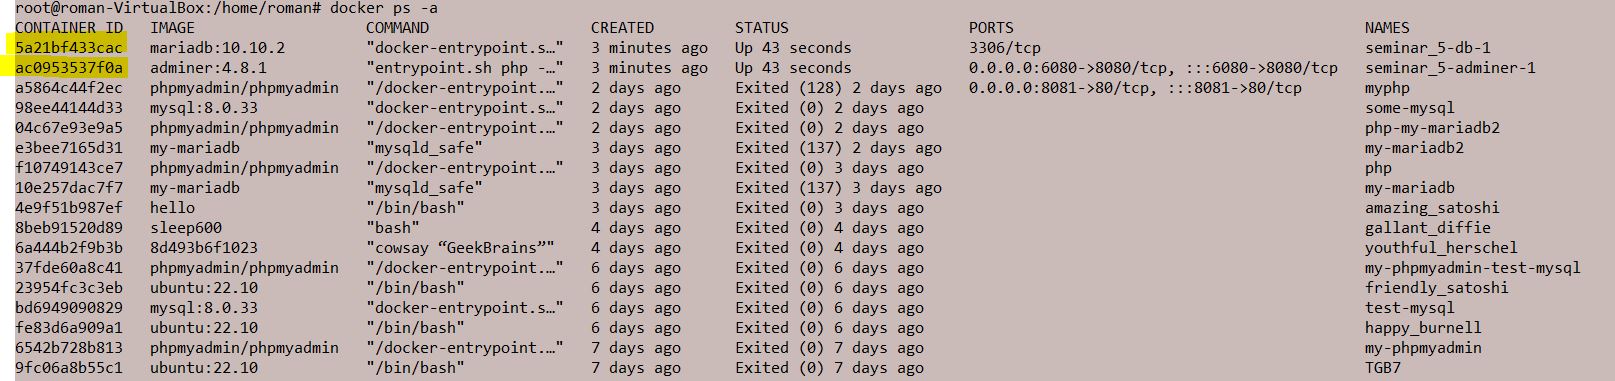 root@roman-VirtualBox:/home/roman# docker ps -a
CONTAINER ID   IMAGE                   COMMAND                  CREATED         STATUS                     PORTS                                       NAMES
5a21bf433cac   mariadb:10.10.2         "docker-entrypoint.s…"   3 minutes ago   Up 43 seconds              3306/tcp                                    seminar_5-db-1
ac0953537f0a   adminer:4.8.1           "entrypoint.sh php -…"   3 minutes ago   Up 43 seconds              0.0.0.0:6080->8080/tcp, :::6080->8080/tcp   seminar_5-adminer-1
a5864c44f2ec   phpmyadmin/phpmyadmin   "/docker-entrypoint.…"   2 days ago      Exited (128) 2 days ago    0.0.0.0:8081->80/tcp, :::8081->80/tcp       myphp
98ee44144d33   mysql:8.0.33            "docker-entrypoint.s…"   2 days ago      Exited (0) 2 days ago                                                  some-mysql
04c67e93e9a5   phpmyadmin/phpmyadmin   "/docker-entrypoint.…"   2 days ago      Exited (0) 2 days ago                                                  php-my-mariadb2
e3bee7165d31   my-mariadb              "mysqld_safe"            3 days ago      Exited (137) 2 days ago                                                my-mariadb2
f10749143ce7   phpmyadmin/phpmyadmin   "/docker-entrypoint.…"   3 days ago      Exited (0) 3 days ago                                                  php
10e257dac7f7   my-mariadb              "mysqld_safe"            3 days ago      Exited (137) 3 days ago                                                my-mariadb
4e9f51b987ef   hello                   "/bin/bash"              3 days ago      Exited (0) 3 days ago                                                  amazing_satoshi
8beb91520d89   sleep600                "bash"                   4 days ago      Exited (0) 4 days ago                                                  gallant_diffie
6a444b2f9b3b   8d493b6f1023            "cowsay “GeekBrains”"    4 days ago      Exited (0) 4 days ago                                                  youthful_herschel
37fde60a8c41   phpmyadmin/phpmyadmin   "/docker-entrypoint.…"   6 days ago      Exited (0) 6 days ago                                                  my-phpmyadmin-test-mysql
23954fc3c3eb   ubuntu:22.10            "/bin/bash"              6 days ago      Exited (0) 6 days ago                                                  friendly_satoshi
bd6949090829   mysql:8.0.33            "docker-entrypoint.s…"   6 days ago      Exited (0) 6 days ago                                                  test-mysql
fe83d6a909a1   ubuntu:22.10            "/bin/bash"              6 days ago      Exited (0) 6 days ago                                                  happy_burnell
6542b728b813   phpmyadmin/phpmyadmin   "/docker-entrypoint.…"   7 days ago      Exited (0) 7 days ago                                                  my-phpmyadmin
9fc06a8b55c1   ubuntu:22.10            "/bin/bash"              7 days ago      Exited (0) 7 days ago                                                  TGB7